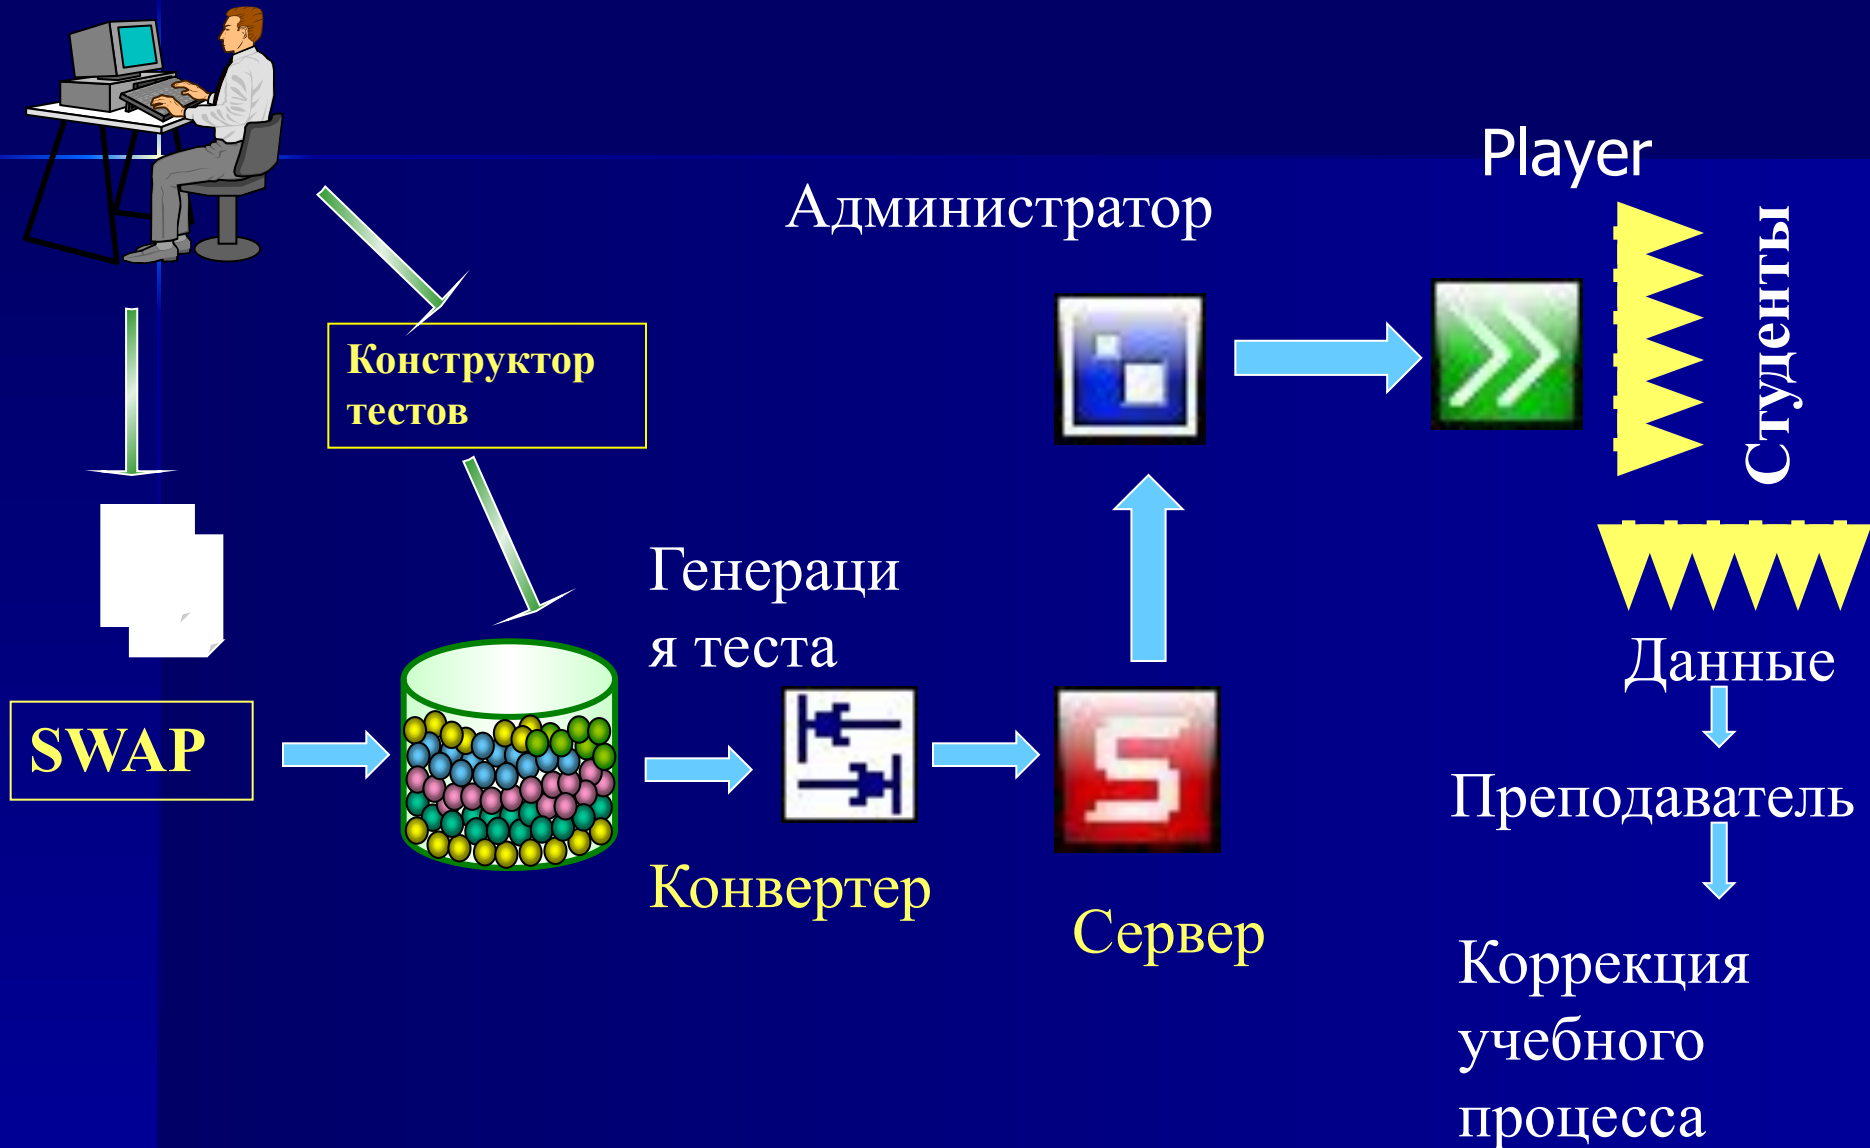 Player
Администратор
Студенты
Конструктор
тестов
Генераци
я теста
SWAP
Конвертер
Сервер
Данные
Преподаватель
Коррекция
учебного
процесса